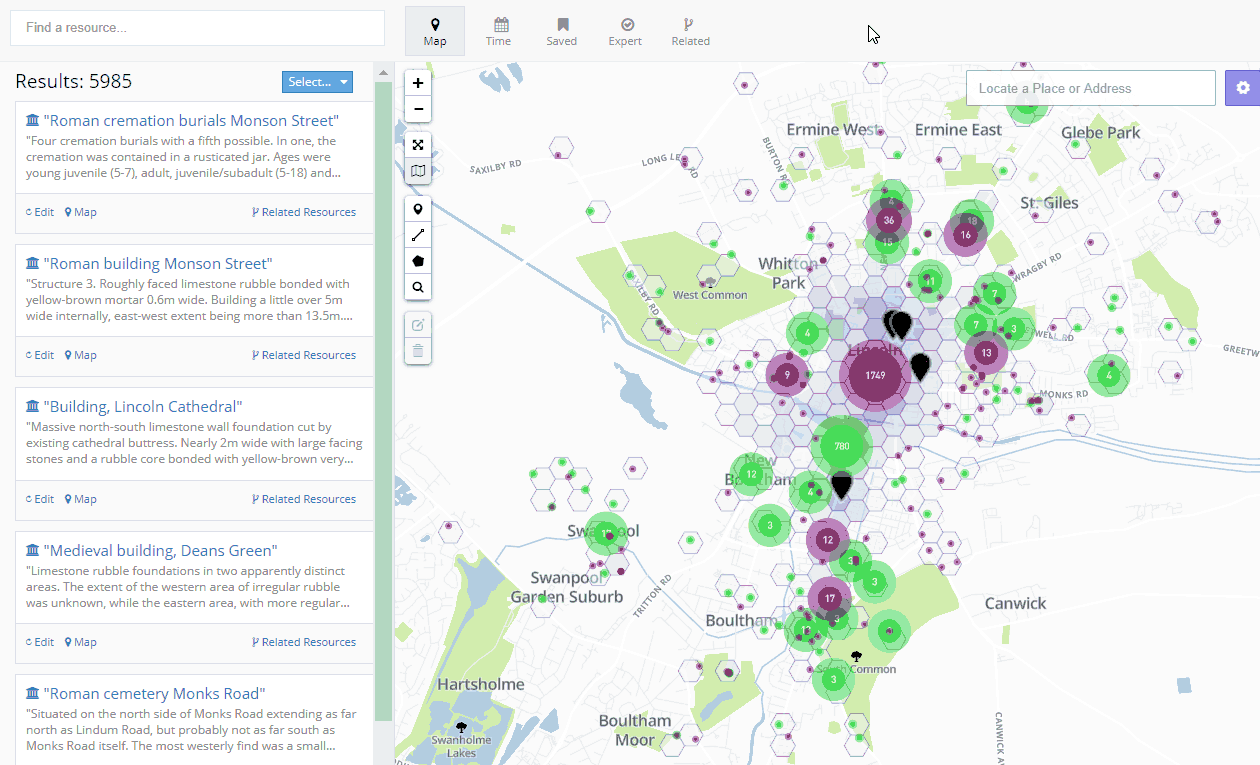 Find a resource...
Map
Time
Saved
Expert
Related
Results: 5985
Select...
"Roman cremation burials Monson Street"
"Four cremation burials with a fifth possible. In one, the
cremation was contained in a rusticated jar. Ages were
young juvenile (5-7), adult, juvenile/subadult (5-18) and...
Edit Map Related Resources
"Roman building Monson Street"
"Structure 3. Roughly faced limestone rubble bonded with
yellow-brown mortar 0.6m wide. Building a little over 5m
wide internally, east-west extent being more than 13.5m....
Edit Map Related Resources
"Building, Lincoln Cathedral"
"Massive north-south limestone wall foundation cut by
existing cathedral buttress. Nearly 2m wide with large facing
stones and a rubble core bonded with yellow-brown very...
Edit Map Related Resources
"Medieval building, Deans Green"
"Limestone rubble foundations in two apparently distinct
areas. The extent of the western area of irregular rubble
was unknown, while the eastern area, with more regular...
Edit Map Related Resources
"Roman cemetery Monks Road"
"Situated on the north side of Monks Road extending as far
north as Lindum Road, but probably not as far south as
Monks Road itself. The most westerly find was a small...
+
−
Locate a Place or Address
Ermine West
Ermine East
Glebe Park
SAXILBY RD
BURTON RD
St. Giles
36
18
16
15
WRAGBY RD
Whitton
Park
West Common
11
7
4
7
3
Lincoln
GREETW
13
9
1749
4
MONKS RD
780
New
Boultham
12
4
3
Swanpool
12
3
Swanpool
Garden Suburb
TRITTON RD
3
17
Boultham
3
Canwick
South Common
3
Hartsholme
Boultham
Moor
Swanholme
Lakes